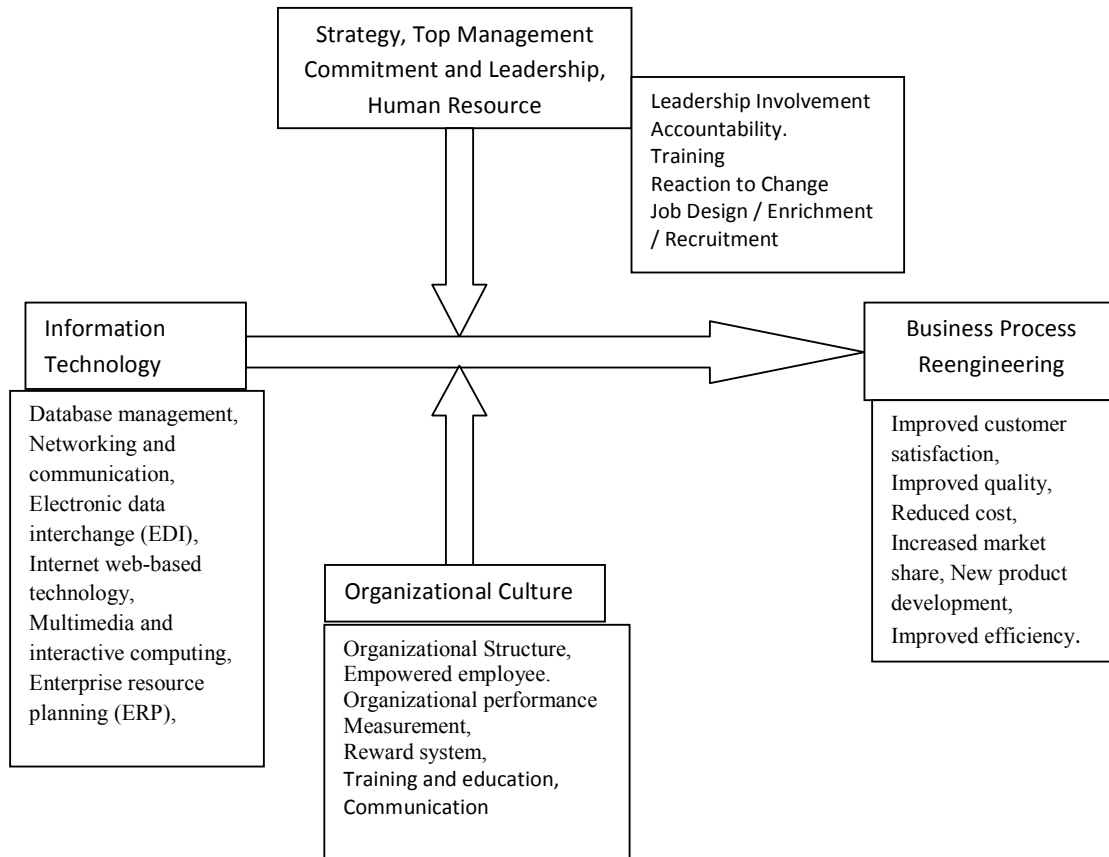 Strategy, Top Management
Commitment and Leadership,
Human Resource
Leadership Involvement
Accountability.
Training
Reaction to Change
Job Design / Enrichment
/ Recruitment
Information
Technology
Database management,
Networking and
communication,
Electronic data
interchange (EDI),
Internet web-based
technology,
Multimedia and
interactive computing,
Enterprise resource
planning (ERP),
Organizational Culture
Organizational Structure,
Empowered employee.
Organizational performance
Measurement,
Reward system,
Training and education,
Communication
Business Process
Reengineering
Improved customer
satisfaction,
Improved quality,
Reduced cost,
Increased market
share, New product
development,
Improved efficiency.